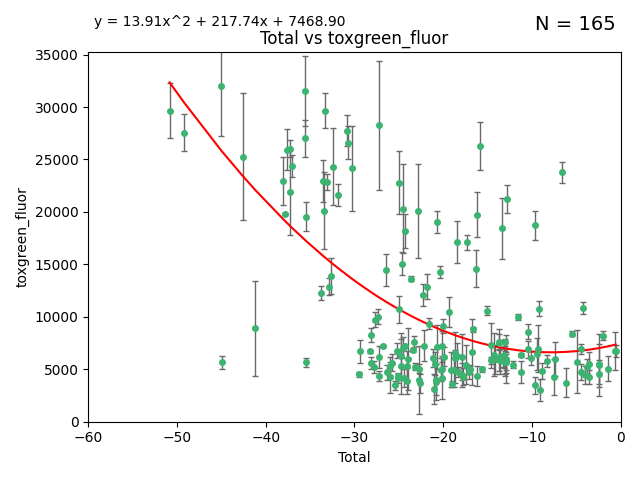 y = 13.91x^2 + 217.74x + 7468.90
N = 165
Total vs toxgreen_fluor
toxgreen_fluor
35000
30000
25000
20000
15000
10000
5000
0
−60 −50 −40 −30 −20 −10 0
Total